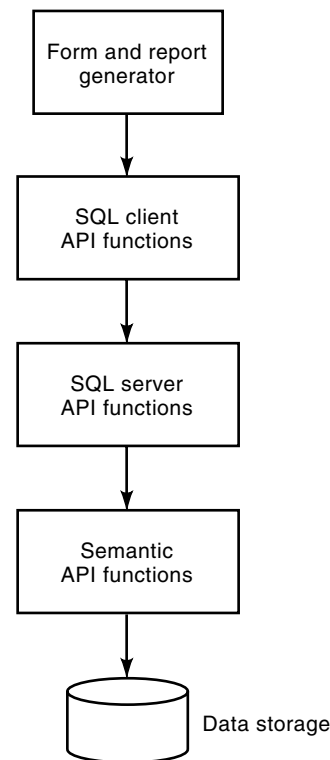 Form and report
generator
SQL client
API functions
SQL server
API functions
Semantic
API functions
Data storage